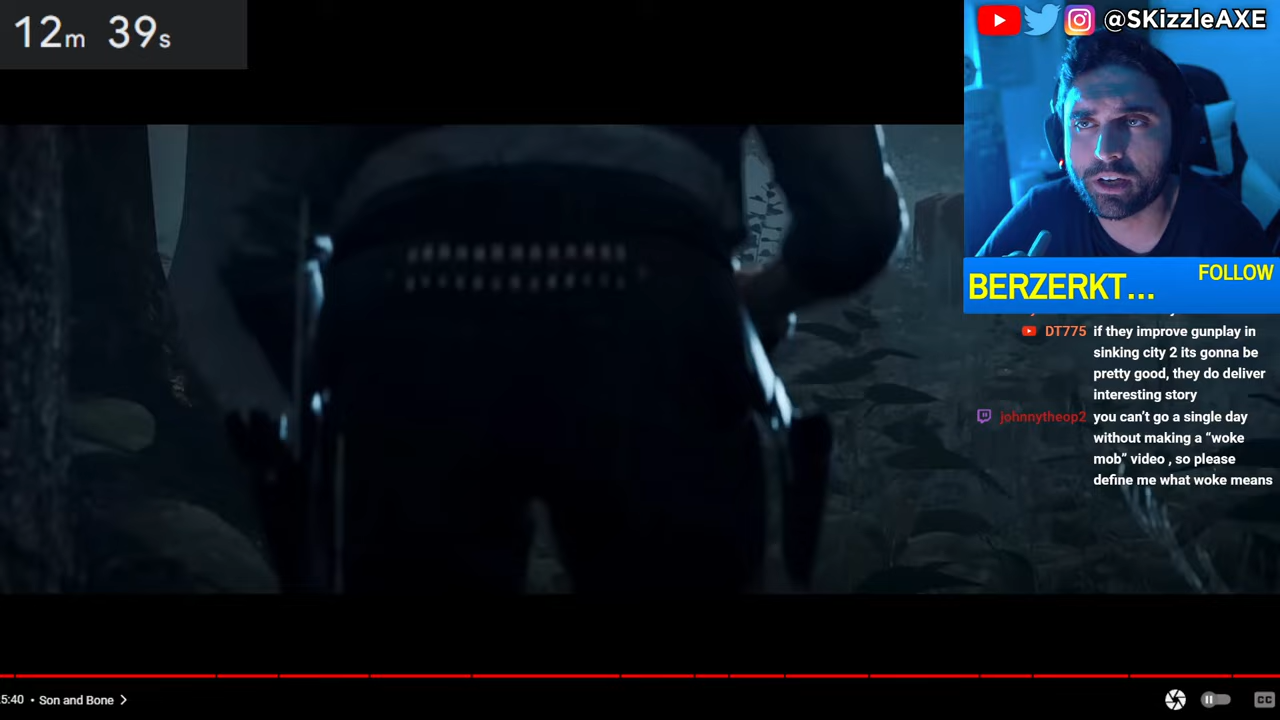 12m 39s
@SKizzleAXE
BERZERKT...
FOLLOW
DT775 if they improve gunplay in
sinking city 2 its gonna be
pretty good, they do deliver
interesting story
johnnytheop2 you can't go a single day
without making a “woke
mob” video , so please
define me what woke means
5:40 • Son and Bone >
CC